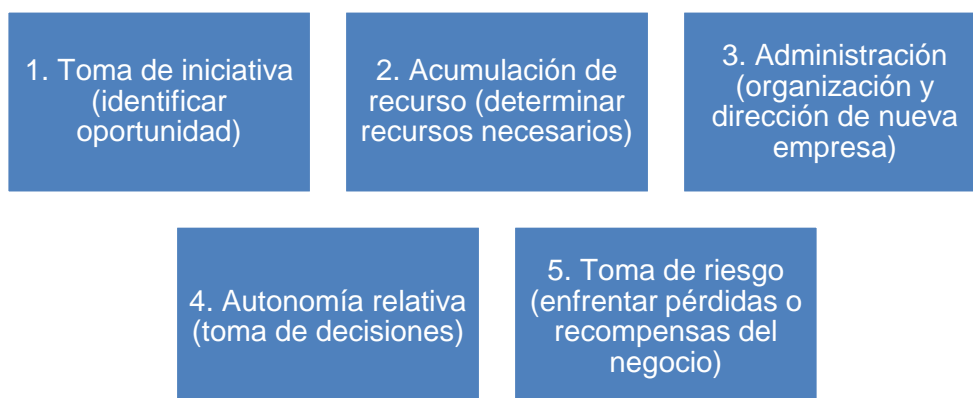 1. Toma de iniciativa
(identificar
oportunidad)
2. Acumulación de
recurso (determinar
recursos necesarios)
3. Administración
(organización y
dirección de nueva
empresa)
4. Autonomía relativa
(toma de decisiones)
5. Toma de riesgo
(enfrentar pérdidas o
recompensas del
negocio)